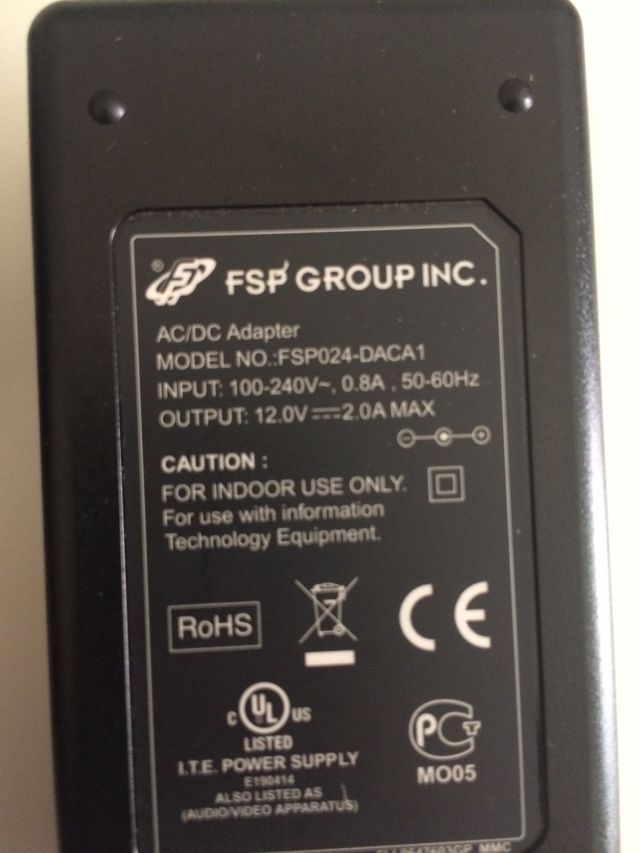 FSP GROUP INC.
AC/DC Adapter
MODEL NO.:FSP024-DACA1
INPUT: 100-240V~, 0.8A , 50-60Hz
OUTPUT: 12.0V⎓2.0A MAX
CAUTION :
FOR INDOOR USE ONLY.
For use with information
Technology Equipment.
RoHS
CE
C UL US
LISTED
I.T.E. POWER SUPPLY
E190414
ALSO LISTED AS
(AUDIO/VIDEO APPARATUS)
PCT
MO05
MMC